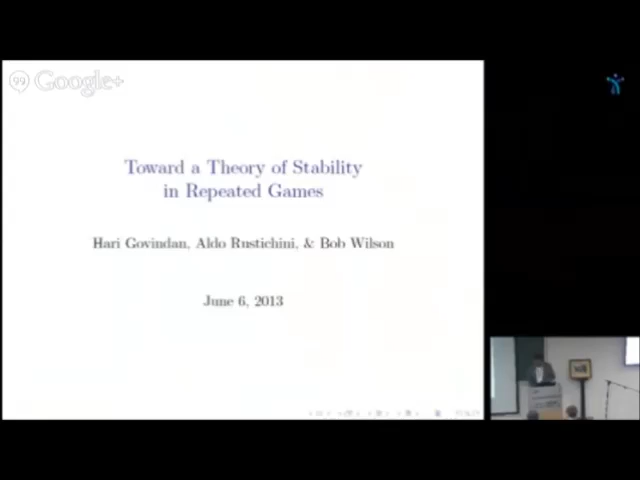 Google+
Toward a Theory of Stability
in Repeated Games
Hari Govindan, Aldo Rustichini, & Bob Wilson
June 6, 2013